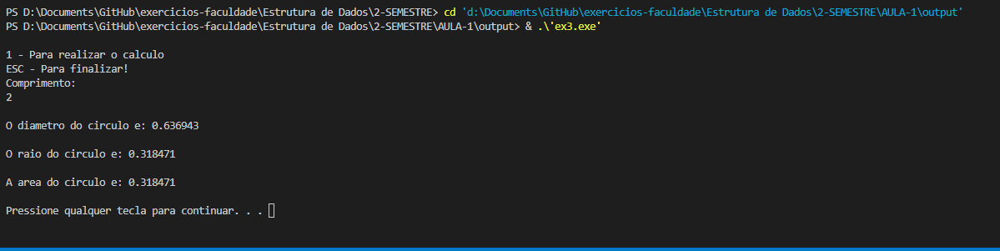 PS D:\Documents\GitHub\exercicios-faculdade\Estrutura de Dados\2-SEMESTRE> cd 'd:\Documents\GitHub\exercicios-faculdade\Estrutura de Dados\2-SEMESTRE\AULA-1\output'
PS D:\Documents\GitHub\exercicios-faculdade\Estrutura de Dados\2-SEMESTRE\AULA-1\output> & .\'ex3.exe'
1 - Para realizar o calculo
ESC - Para finalizar!
Comprimento:
2
O diametro do circulo e: 0.636943
O raio do circulo e: 0.318471
A area do circulo e: 0.318471
Pressione qualquer tecla para continuar. . .